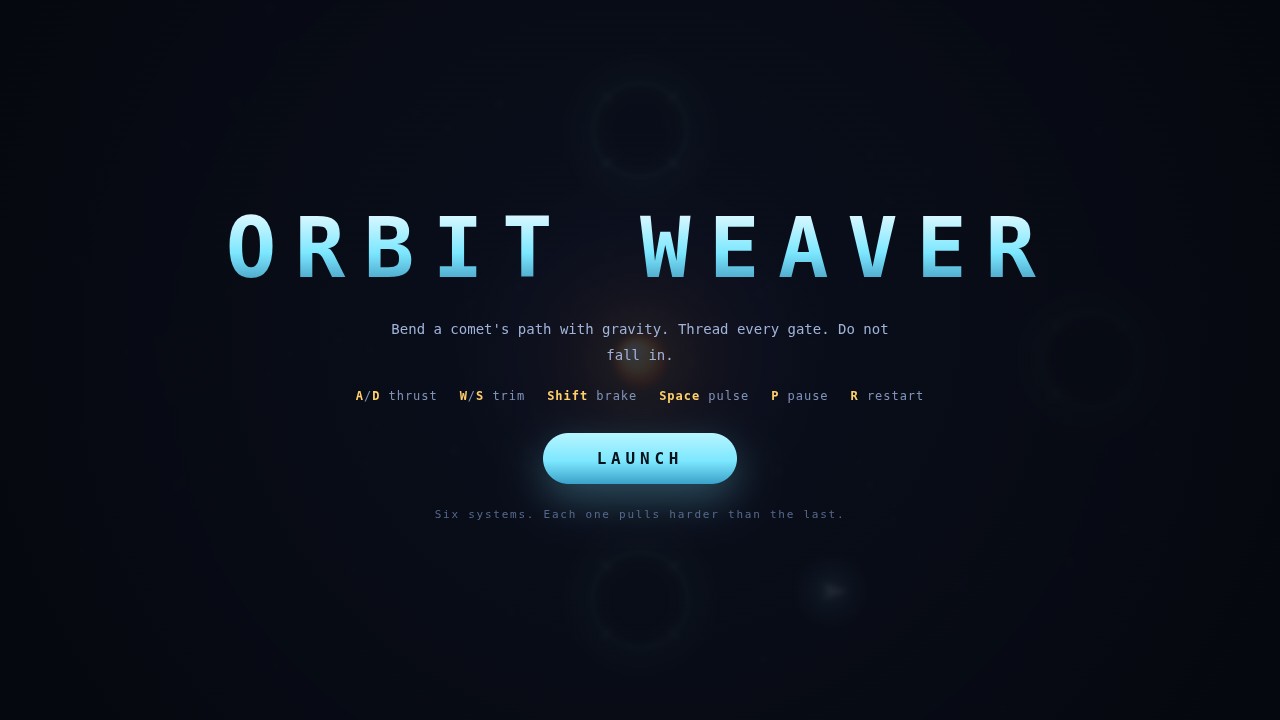 ORBIT WEAVER
Bend a comet's path with gravity. Thread every gate. Do not
fall in.
A/D thrust W/S trim Shift brake Space pulse P pause R restart
LAUNCH
Six systems. Each one pulls harder than the last.